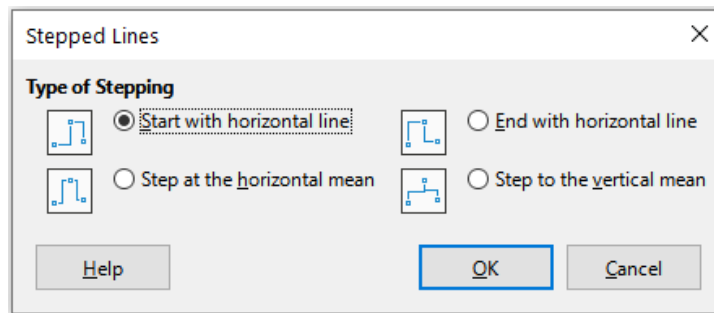 Stepped Lines
Type of Stepping
Start with horizontal line
End with horizontal line
Step at the horizontal mean
Step to the vertical mean
Help
OK
Cancel